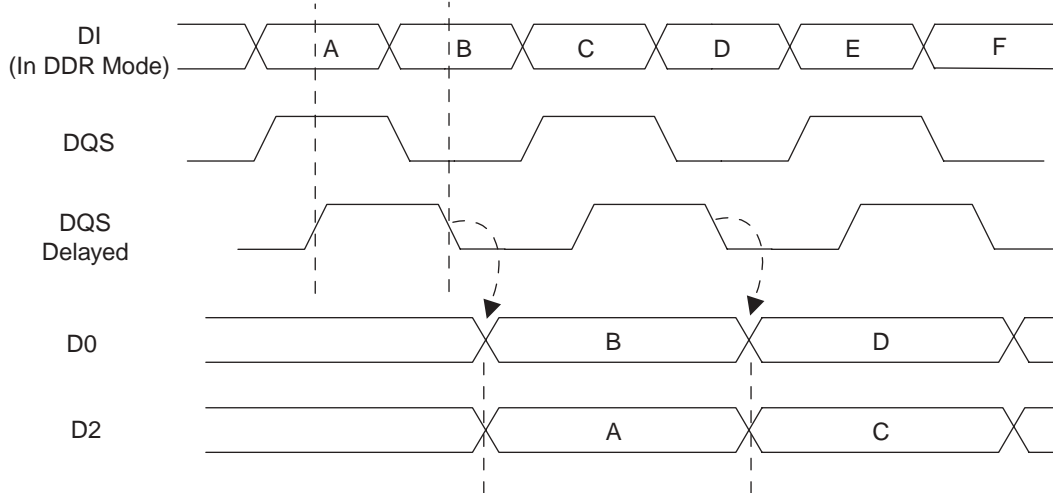 DI
(In DDR Mode)
A B C D E F
DQS
DQS
Delayed
D0
B D
D2
A C